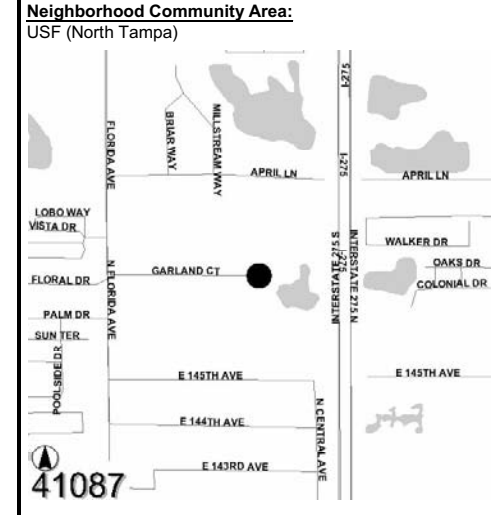 Neighborhood Community Area:
USF (North Tampa)
I-275
FLORIDA AVE
BRIAR WAY
MILLSTREAM WAY
I-275
APRIL LN
APRIL LN
LOBO WAY
VISTA DR
WALKER DR
INTERSTATE 275 S
I-275
INTERSTATE 275 N
OAKS DR
N FLORIDA AVE
GARLAND CT
FLORAL DR
COLONIAL DR
PALM DR
SUN TER
POOLSIDE DR
E 145TH AVE
E 145TH AVE
N CENTRAL AVE
E 144TH AVE
E 143RD AVE
41087